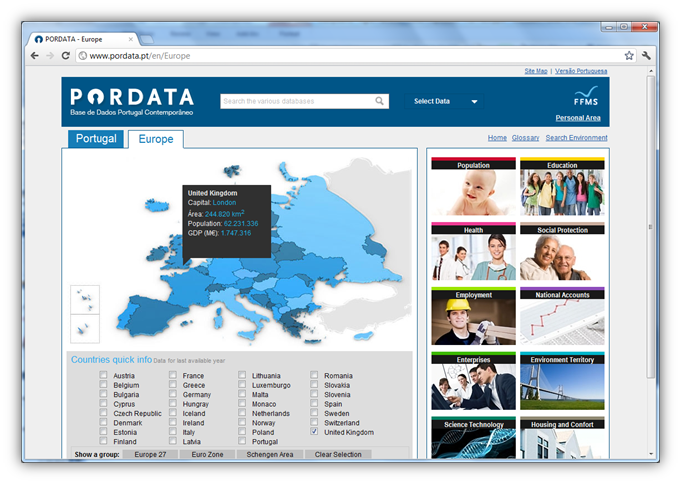 PORDATA - Europe
www.pordata.pt/en/Europe
Site Map | Versão Portuguesa
PORDATA
Base de Dados Portugal Contemporâneo
Search the various databases
Select Data
FFMS
Personal Area
Portugal
Europe
Home Glossary Search Environment
United Kingdom
Capital: London
Área: 244.820 km2
Population: 62.231.336
GDP (M€): 1.747.316
Population
Education
Health
Social Protection
Employment
National Accounts
Enterprises
Environment Territory
Science Technology
Housing and Confort
Countries quick info Data for last available year
Austria France Lithuania Romania
Belgium Greece Luxemburgo Slovakia
Bulgaria Germany Malta Slovenia
Cyprus Hungray Monaco Spain
Czech Republic Iceland Netherlands Sweden
Denmark Ireland Norway Switzerland
Estonia Italy Poland United Kingdom
Finland Latvia Portugal
Show a group: Europe 27 Euro Zone Schengen Area Clear Selection